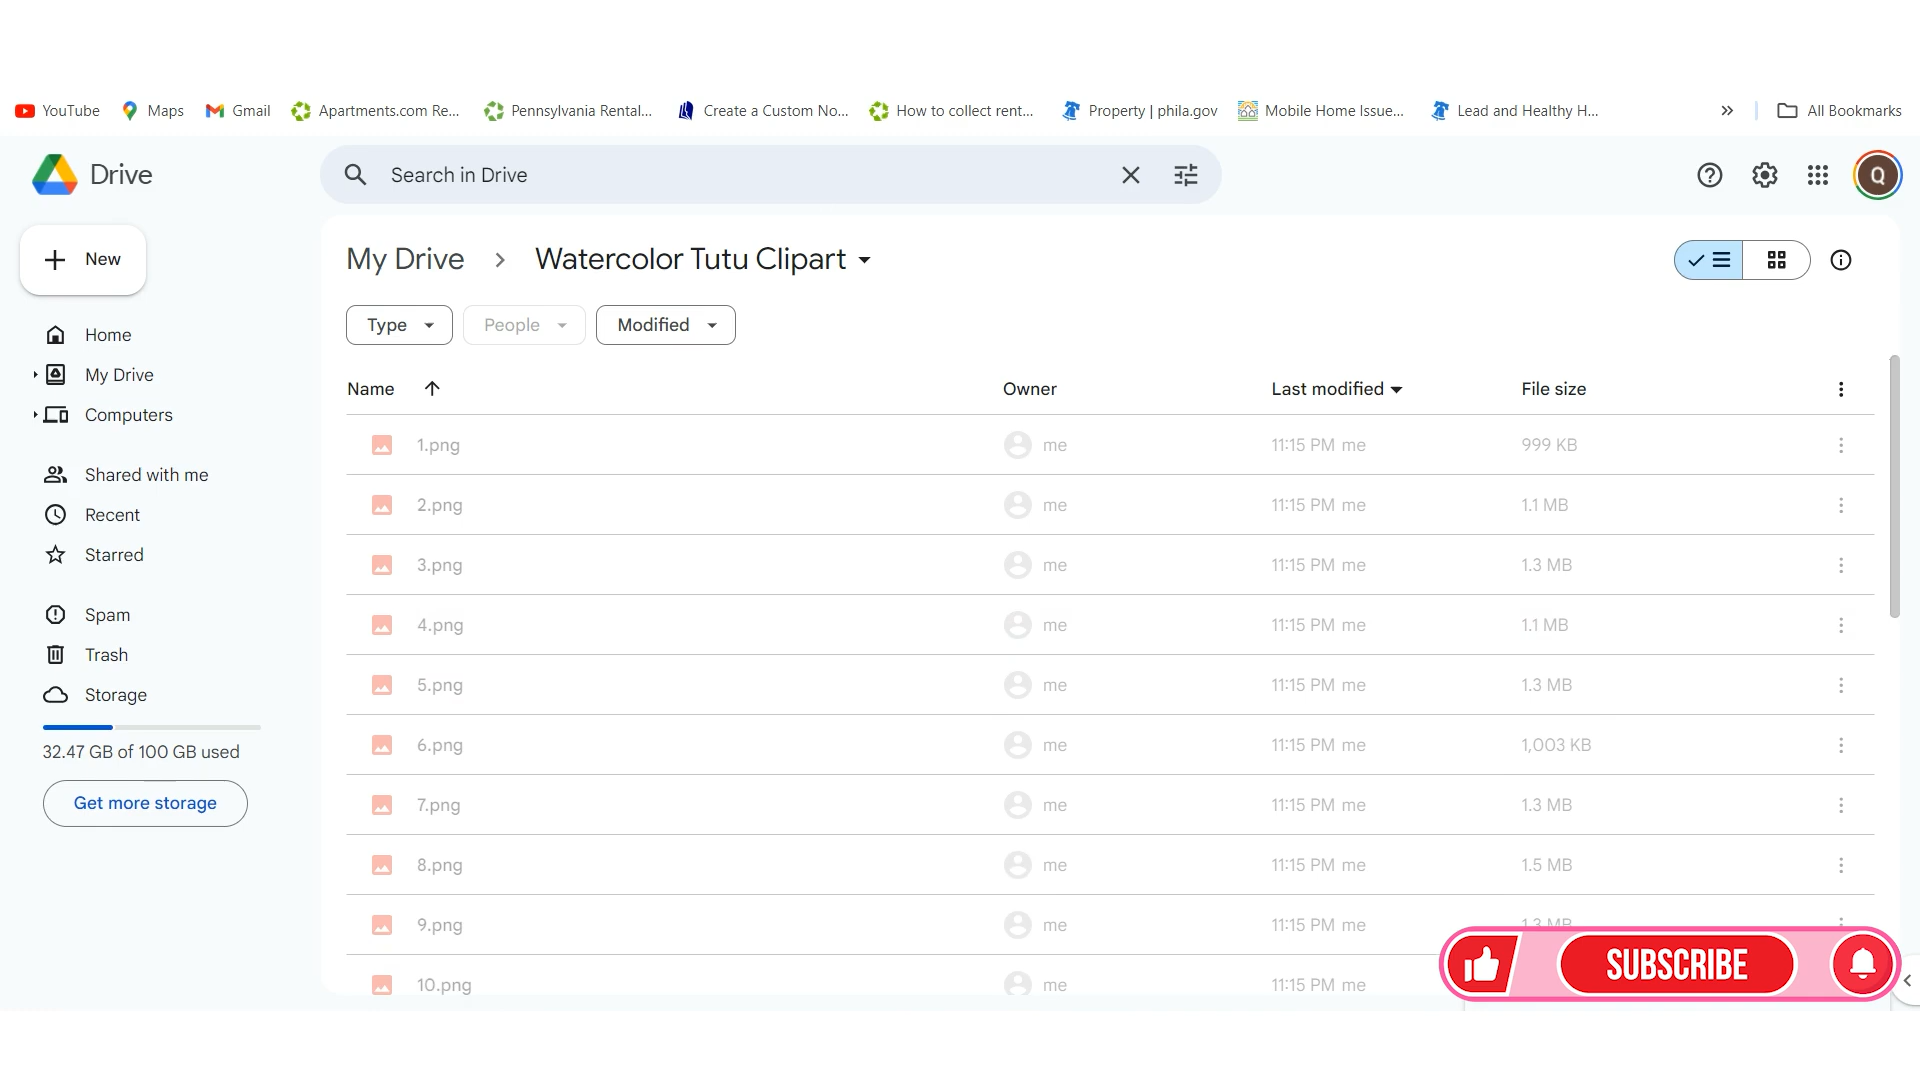 YouTube Maps Gmail Apartments.com Re... Pennsylvania Rental... Create a Custom No... How to collect rent... Property | phila.gov Mobile Home Issue... Lead and Healthy H... » All Bookmarks
Drive Search in Drive Q
New
My Drive > Watercolor Tutu Clipart
Type People Modified
Home
My Drive
Computers
Shared with me
Recent
Starred
Spam
Trash
Storage
32.47 GB of 100 GB used
Get more storage
Name Owner Last modified File size
1.png me 11:15 PM me 999 KB
2.png me 11:15 PM me 1.1 MB
3.png me 11:15 PM me 1.3 MB
4.png me 11:15 PM me 1.1 MB
5.png me 11:15 PM me 1.3 MB
6.png me 11:15 PM me 1,003 KB
7.png me 11:15 PM me 1.3 MB
8.png me 11:15 PM me 1.5 MB
9.png me 11:15 PM me 1.3 MB
10.png me 11:15 PM me
SUBSCRIBE